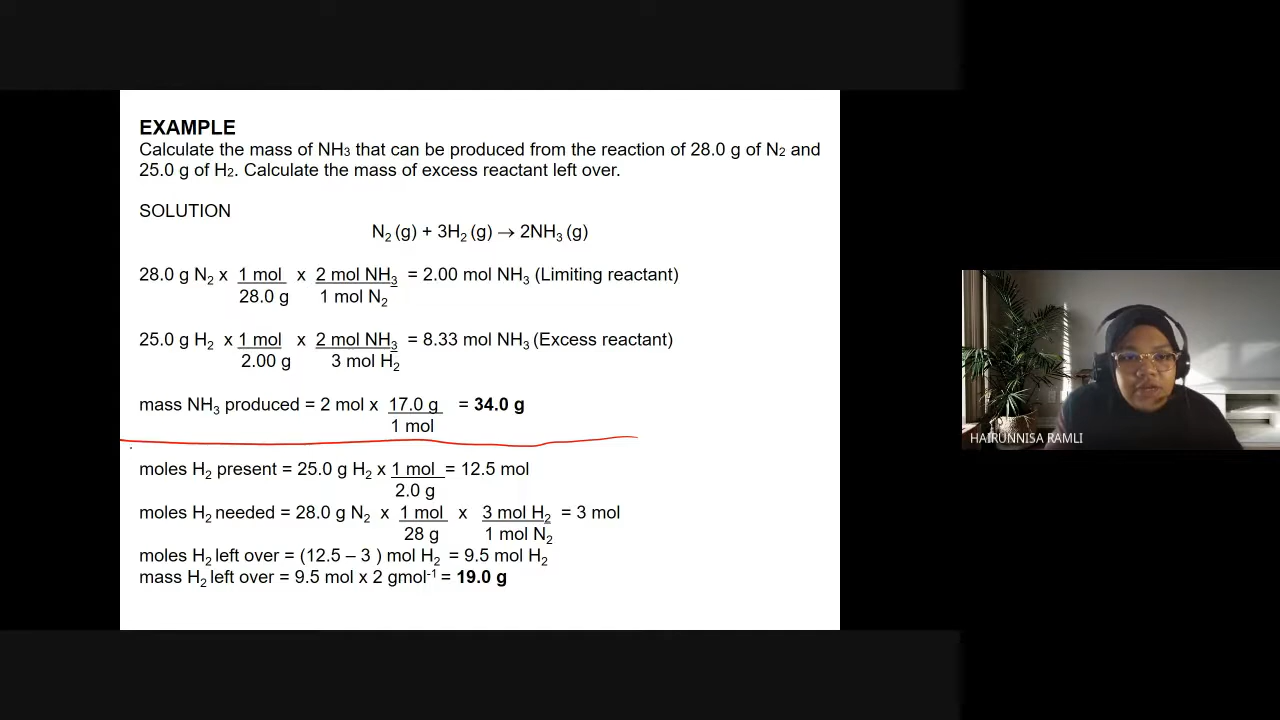 EXAMPLE
Calculate the mass of NH₃ that can be produced from the reaction of 28.0 g of N₂ and
25.0 g of H₂. Calculate the mass of excess reactant left over.
SOLUTION
N₂ (g) + 3H₂ (g) → 2NH₃ (g)
28.0 g N₂ x 1 mol x 2 mol NH₃ = 2.00 mol NH₃ (Limiting reactant)
28.0 g 1 mol N₂
25.0 g H₂ x 1 mol x 2 mol NH₃ = 8.33 mol NH₃ (Excess reactant)
2.00 g 3 mol H₂
mass NH₃ produced = 2 mol x 17.0 g = 34.0 g
1 mol
moles H₂ present = 25.0 g H₂ x 1 mol = 12.5 mol
2.0 g
moles H₂ needed = 28.0 g N₂ x 1 mol x 3 mol H₂ = 3 mol
28 g 1 mol N₂
moles H₂ left over = (12.5 – 3 ) mol H₂ = 9.5 mol H₂
mass H₂ left over = 9.5 mol x 2 gmol⁻¹ = 19.0 g
HAIRUNNISA RAMLI